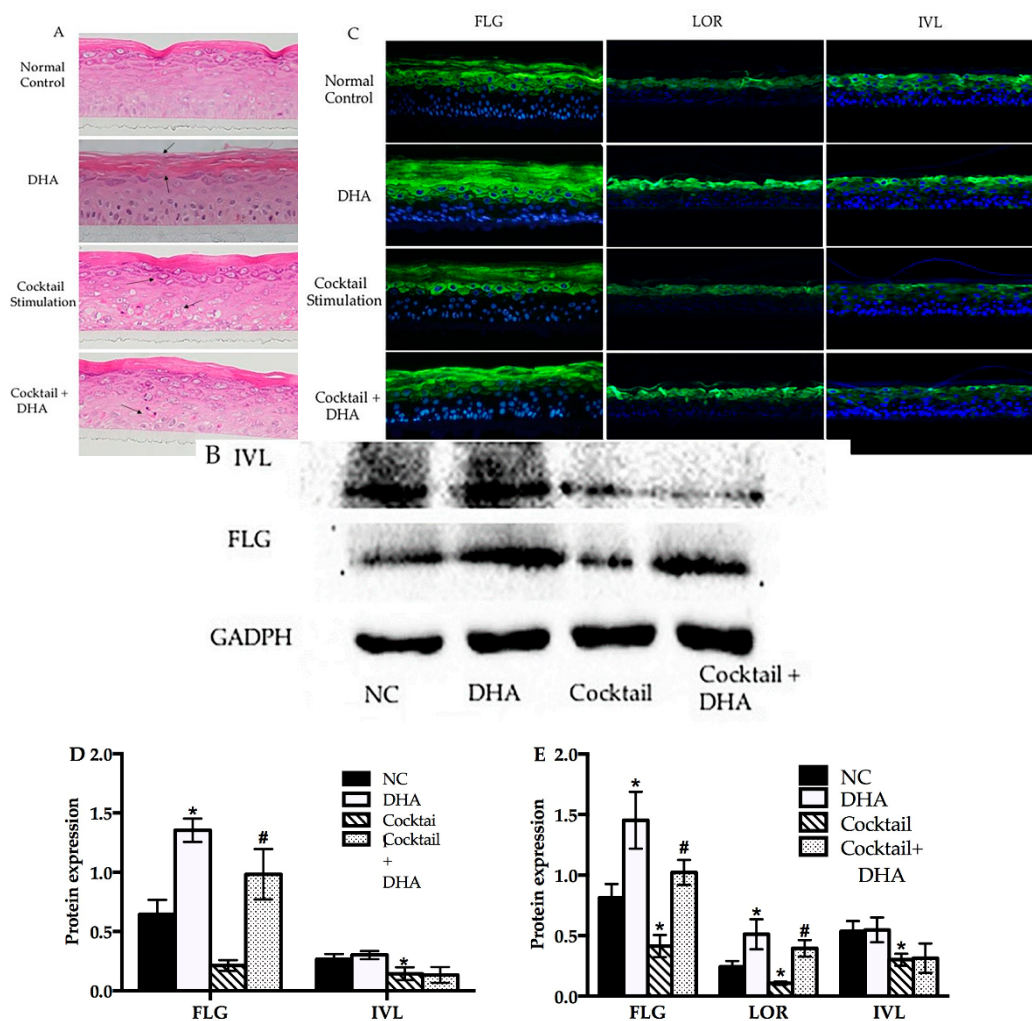 A
Normal
Control
DHA
Cocktail
Stimulation
Cocktail +
DHA
C
FLG
LOR
IVL
Normal
Control
DHA
Cocktail
Stimulation
Cocktail +
DHA
B
IVL
FLG
GADPH
NC
DHA
Cocktail
Cocktail +
DHA
D
Protein expression
2.0
1.5
1.0
0.5
0.0
*
#
*
NC
DHA
Cocktai
Cocktail
+
DHA
FLG
IVL
E
Protein expression
2.0
1.5
1.0
0.5
0.0
*
*
#
*
*
#
*
NC
DHA
Cocktail
Cocktail+
DHA
FLG
LOR
IVL